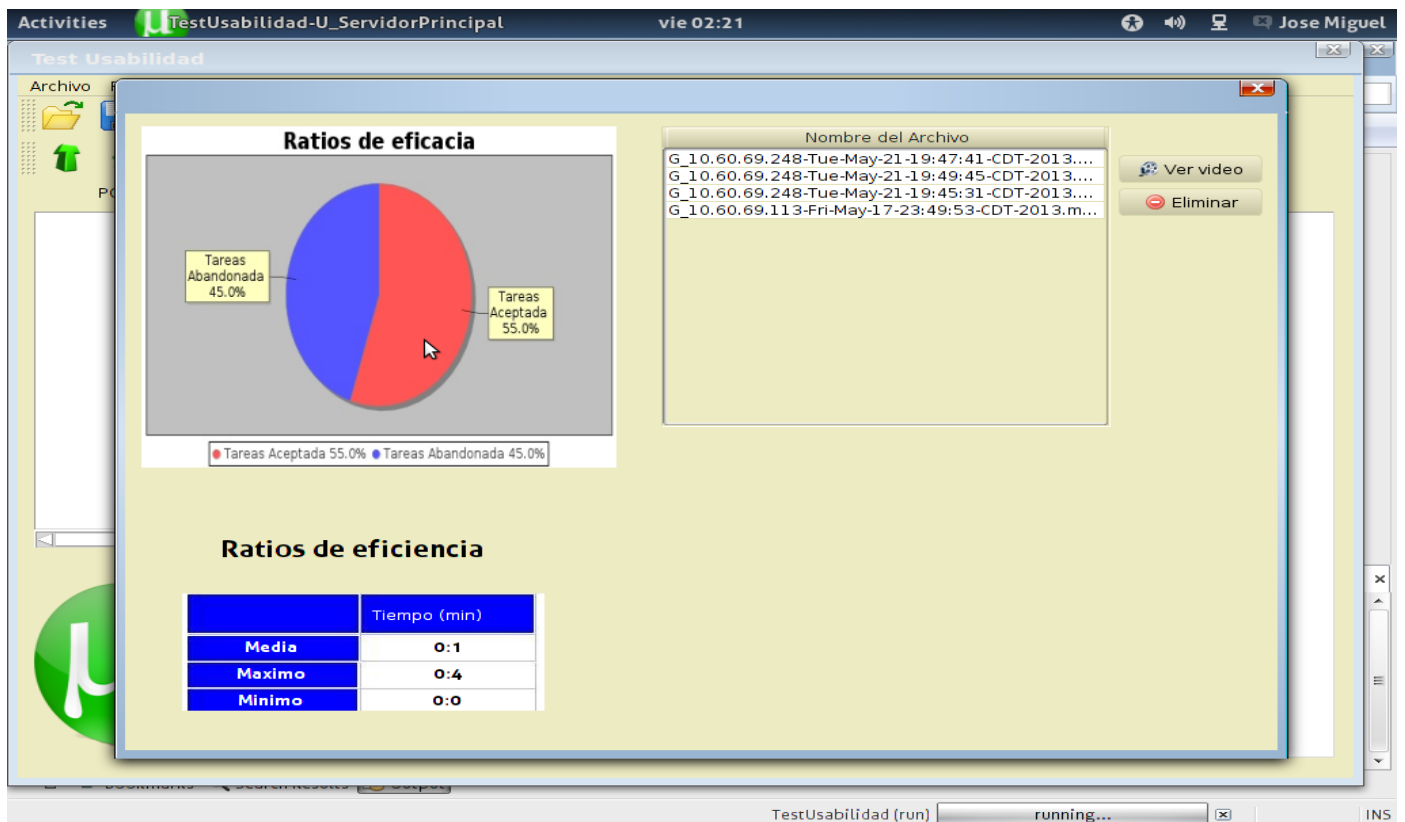 Activities
TestUsabilidad-U_ServidorPrincipal
vie 02:21
Jose Miguel
Test Usabilidad
Archivo
Ratios de eficacia
Tareas
Abandonada
45.0%
Tareas
Aceptada
55.0%
Tareas Aceptada 55.0% Tareas Abandonada 45.0%
Nombre del Archivo
G_10.60.69.248-Tue-May-21-19:47:41-CDT-2013....
G_10.60.69.248-Tue-May-21-19:49:45-CDT-2013....
G_10.60.69.248-Tue-May-21-19:45:31-CDT-2013....
G_10.60.69.113-Fri-May-17-23:49:53-CDT-2013.m...
Ver video
Eliminar
Ratios de eficiencia
Tiempo (min)
Media 0:1
Maximo 0:4
Minimo 0:0
Bookmarks Search Results Output
TestUsabilidad (run) running... INS